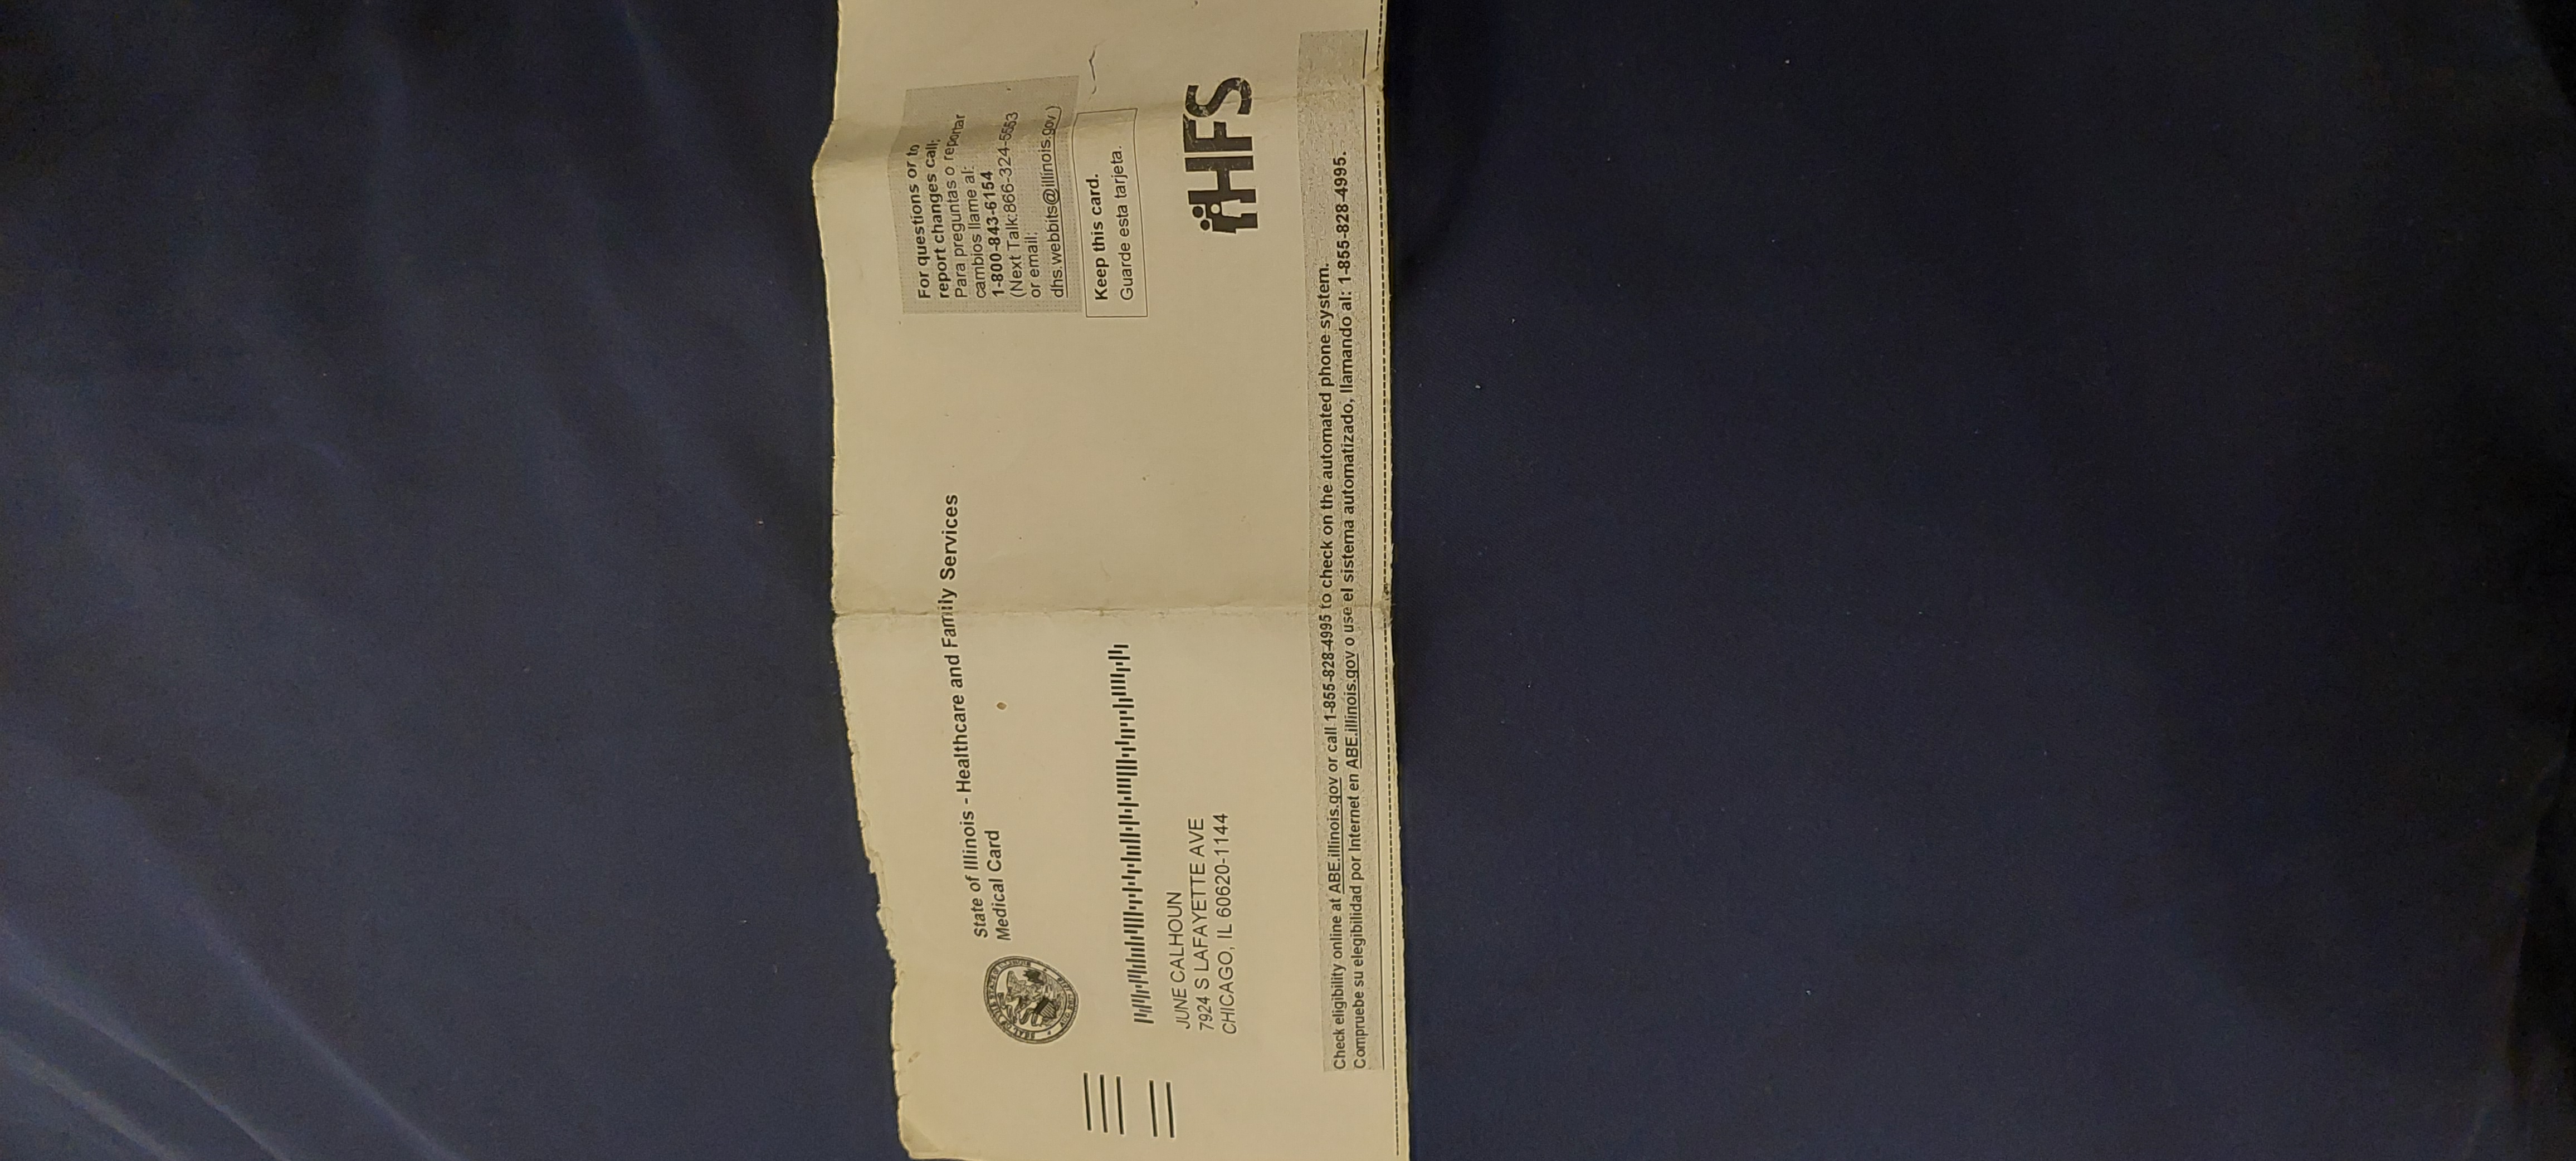 State of Illinois - Healthcare and Family Services
Medical Card
For questions or to
report changes call:
Para preguntas o reportar
cambios llame al:
1-800-843-6154
(Next Talk:866-324-5553
or email:
dhs.webbits@illinois.gov)
Keep this card.
Guarde esta tarjeta.
JUNE CALHOUN
7924 S LAFAYETTE AVE
CHICAGO, IL 60620-1144
HFS
Check eligibility online at ABE.illinois.gov or call 1-855-828-4995 to check on the automated phone system.
Compruebe su elegibilidad por Internet en ABE.illinois.gov o use el sistema automatizado, llamando al: 1-855-828-4995.